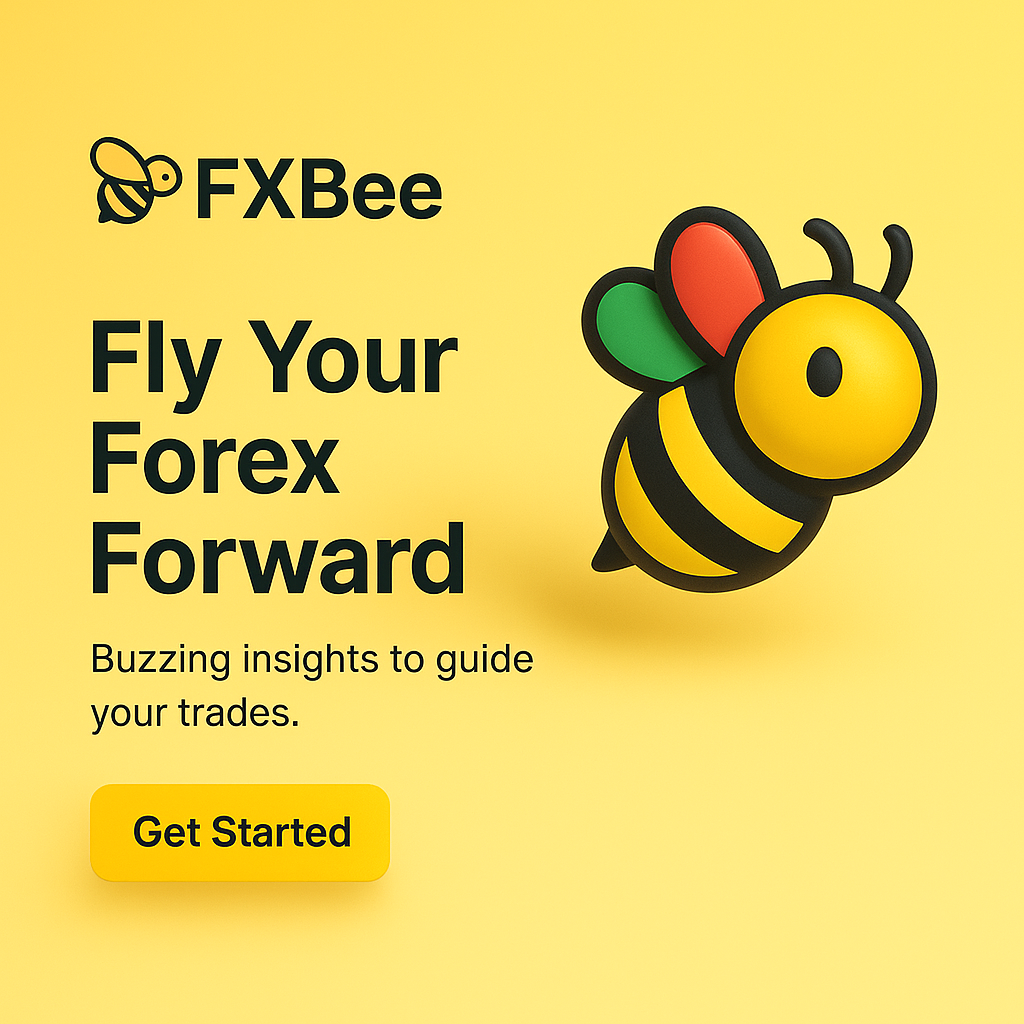 FXBee
Fly Your
Forex
Forward
Buzzing insights to guide
your trades.
Get Started